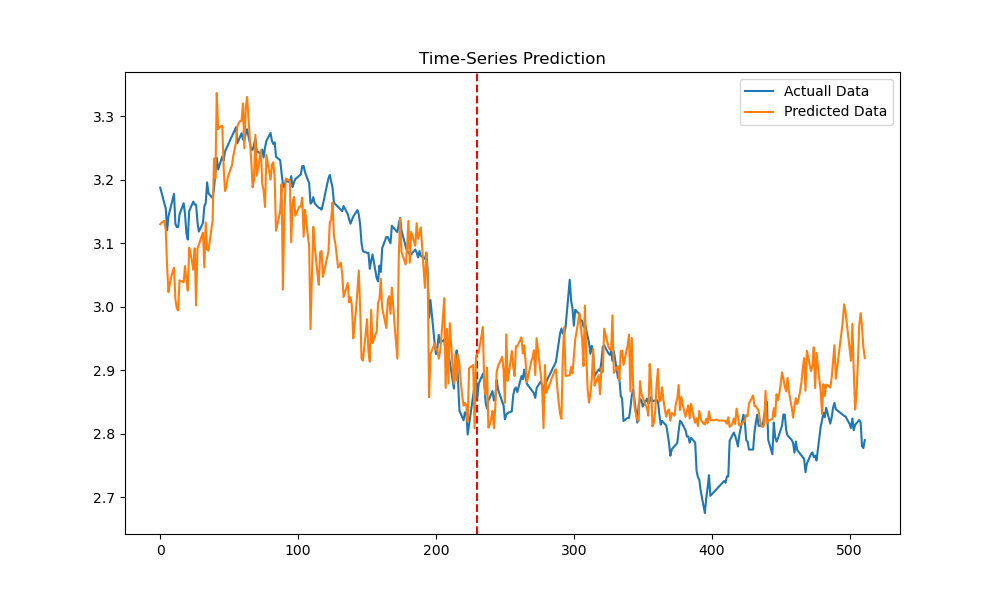 Time-Series Prediction
Actuall Data
Predicted Data
3.3
3.2
3.1
3.0
2.9
2.8
2.7
0 100 200 300 400 500